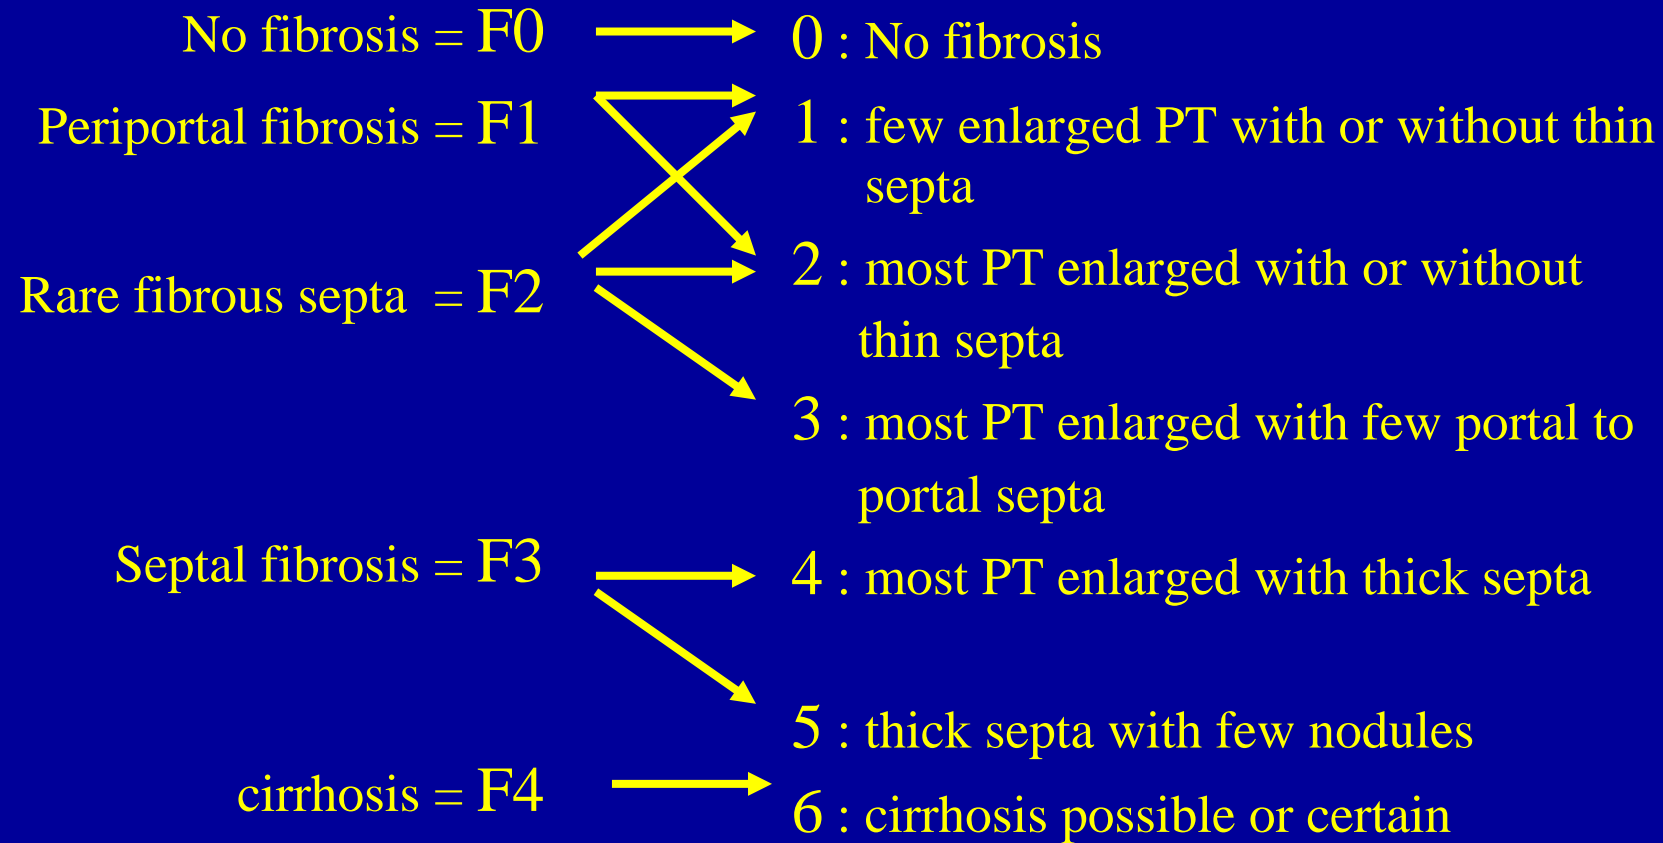 No fibrosis = F0
Periportal fibrosis = F1
Rare fibrous septa = F2
Septal fibrosis = F3
cirrhosis = F4
0 : No fibrosis
1 : few enlarged PT with or without thin
septa
2 : most PT enlarged with or without
thin septa
3 : most PT enlarged with few portal to
portal septa
4 : most PT enlarged with thick septa
5 : thick septa with few nodules
6 : cirrhosis possible or certain